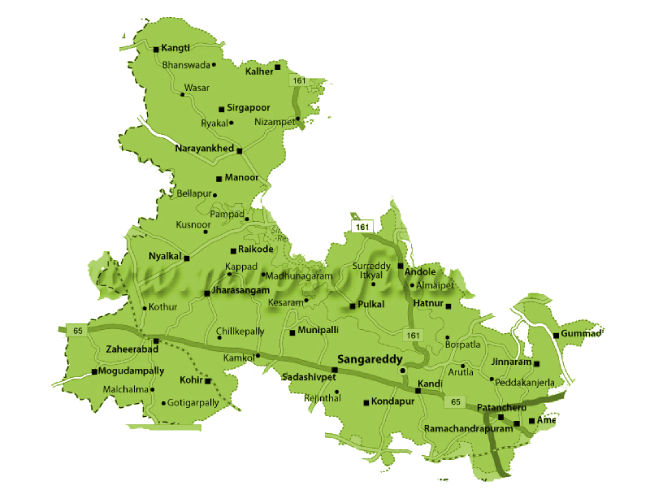 Kangti
Bhanswada
Kalher
161
Wasar
Sirgapoor
Ryakal
Nizampet
Narayankhed
Manoor
Bellapur
Pampad
Kusnoor
161
Raikode
Nyalkal
Kappad
Madhunagaram
Surreddy
Itkyal
Andole
Almaipet
Jharasangam
Kesaram
Pulkal
Hatnur
Kothur
65
Chillkepally
Munipalli
161
Borpatla
Gummad
Zaheerabad
Kamkol
Sangareddy
Jinnaram
Arutla
Mogudampally
Sadashivpet
Peddakanjerla
Malchalma
Kohir
Kandi
Rejinthal
Gotigarpally
Kondapur
65
Patancheru
Ame
Ramachandrapuram